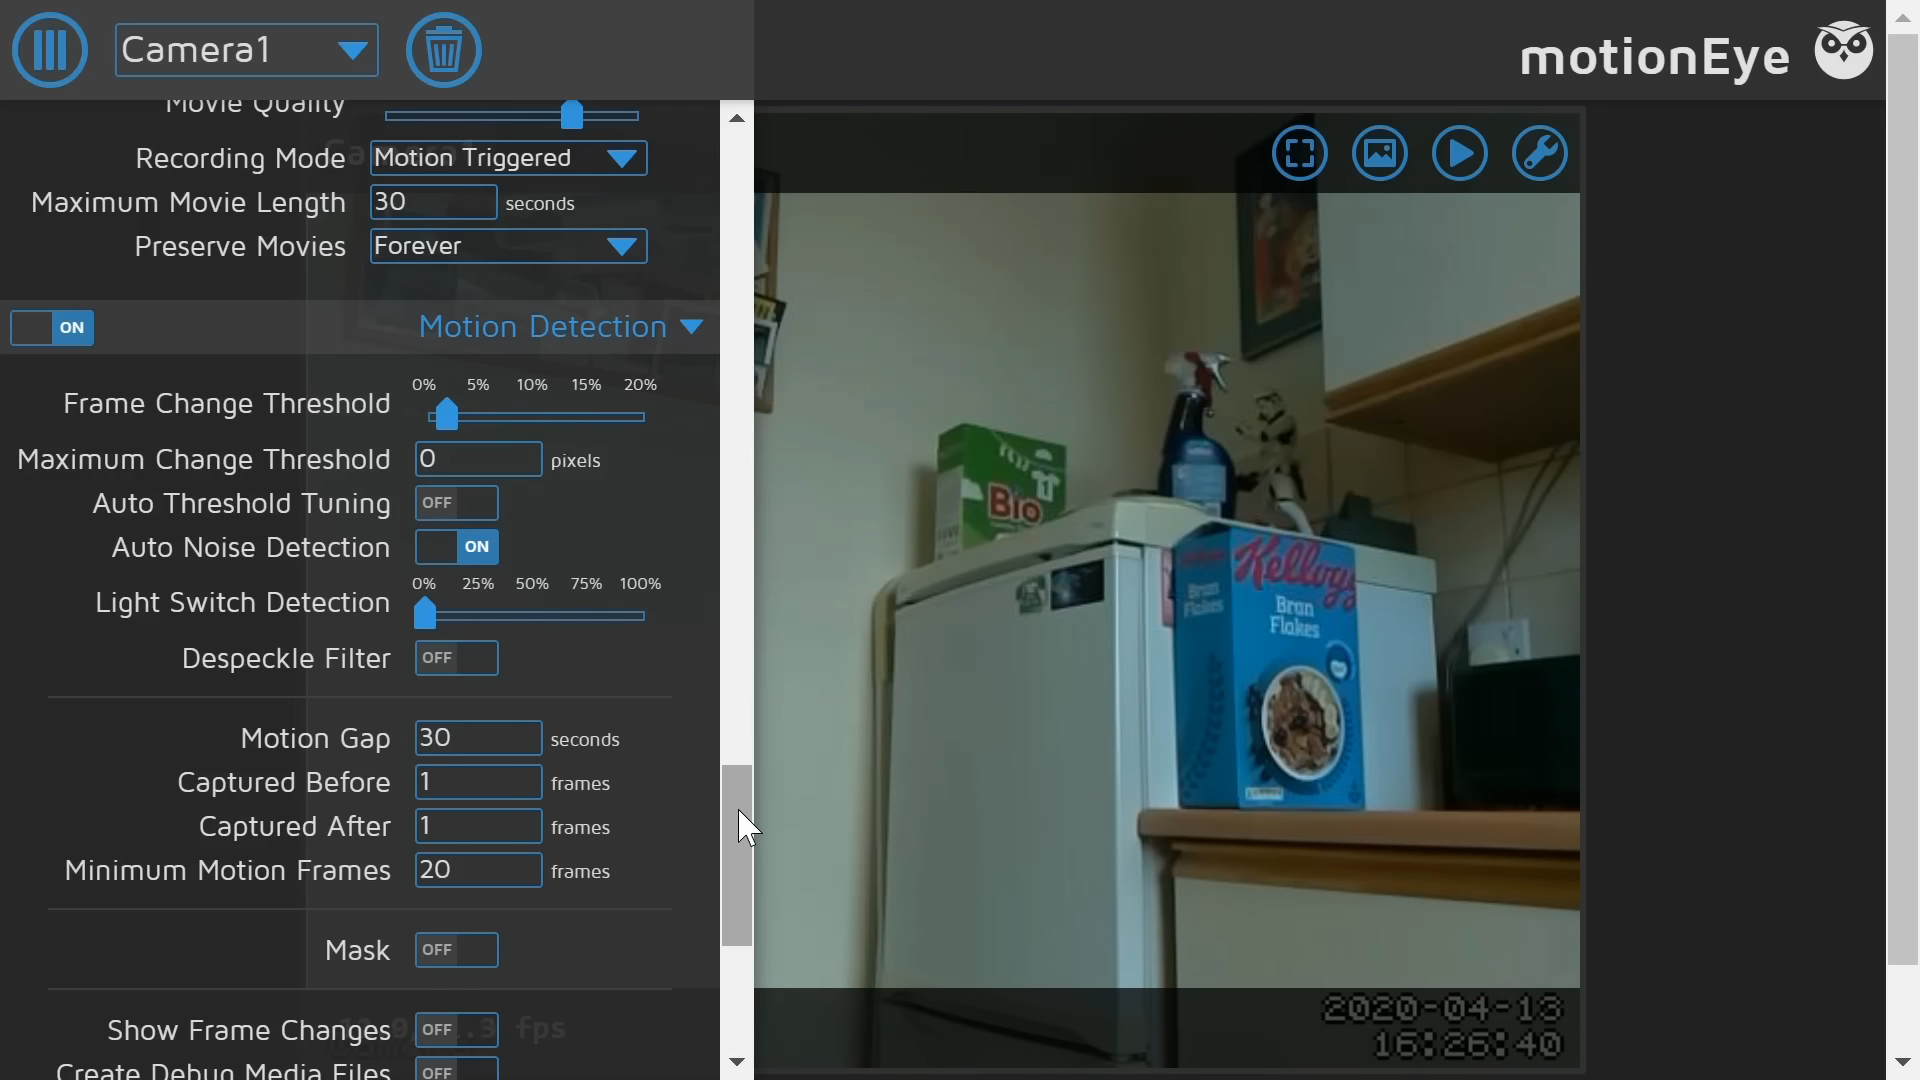 Camera1
motionEye
Movie Quality
Recording Mode Motion Triggered
Maximum Movie Length 30 seconds
Preserve Movies Forever
ON Motion Detection
0% 5% 10% 15% 20%
Frame Change Threshold
Maximum Change Threshold 0 pixels
Auto Threshold Tuning OFF
Auto Noise Detection ON
0% 25% 50% 75% 100%
Light Switch Detection
Despeckle Filter OFF
Motion Gap 30 seconds
Captured Before 1 frames
Captured After 1 frames
Minimum Motion Frames 20 frames
Mask OFF
Show Frame Changes OFF
fps
Create Debug Media Files OFF
Bio
1
Kellogg
Bran
Flakes
Bran
Flakes
2020-04-13
16:26:40